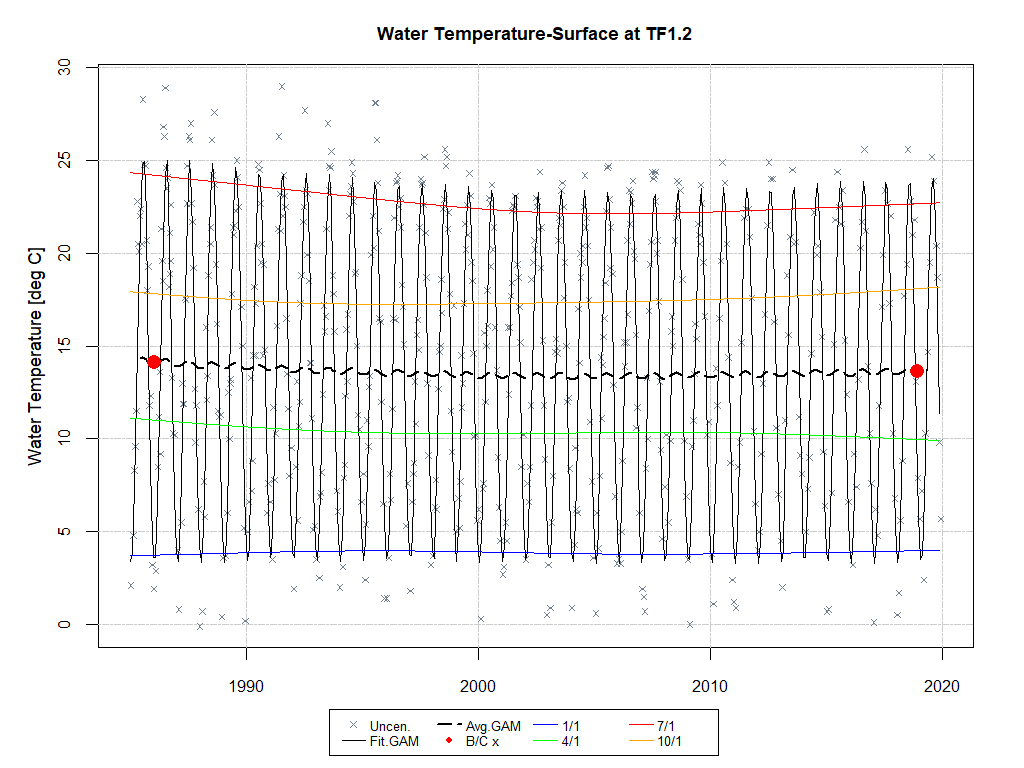 Water Temperature-Surface at TF1.2
Water Temperature [deg C]
30
25
20
15
10
5
0
1990 2000 2010 2020
Uncen. Avg.GAM 1/1 7/1
Fit.GAM B/C x 4/1 10/1